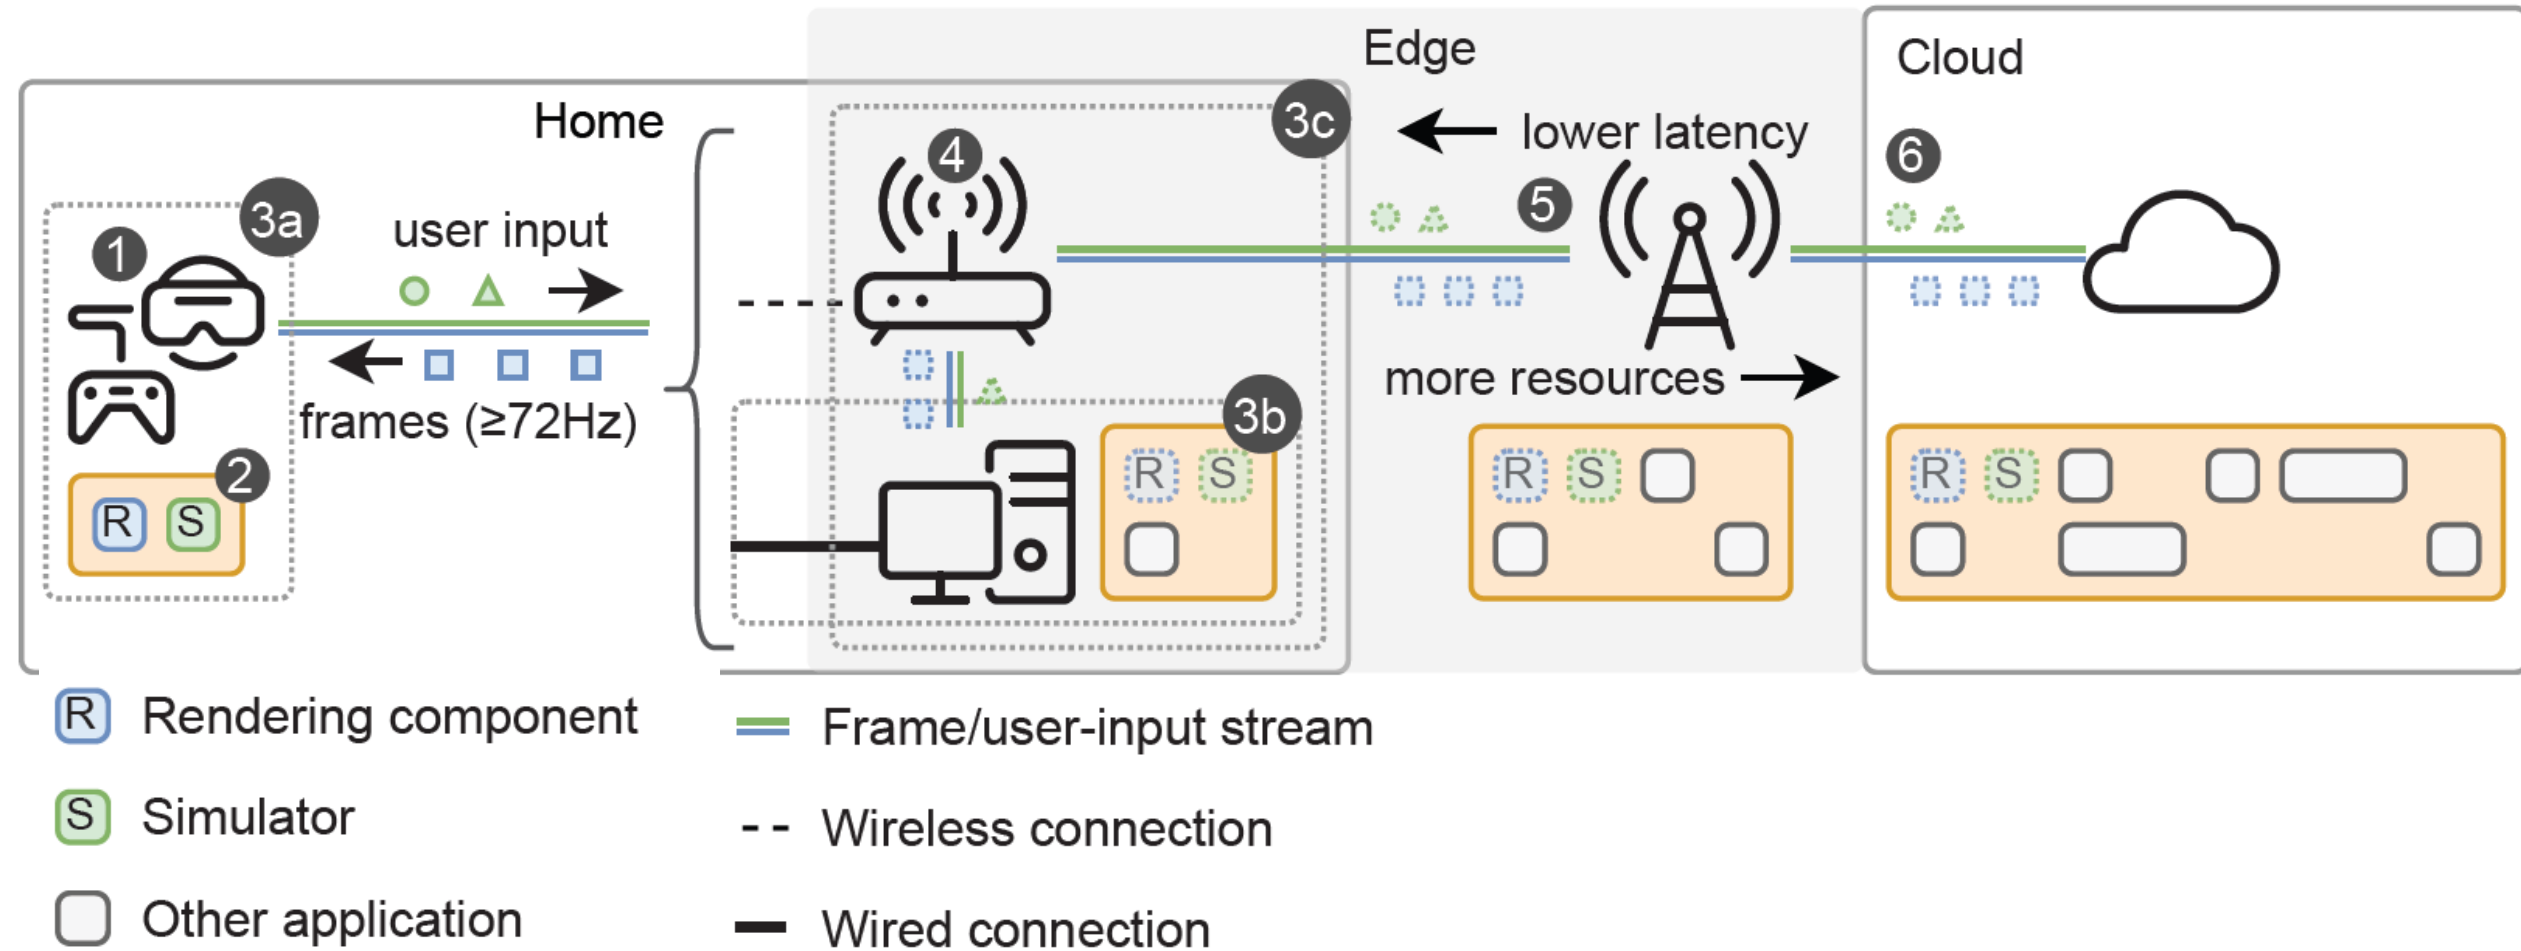 Edge
Cloud
Home
3c
lower latency
4
6
3a
5
user input
1
frames (≥72Hz)
more resources
3b
2
R S
R S
R S
R S
R Rendering component
Frame/user-input stream
S Simulator
Wireless connection
Other application
Wired connection